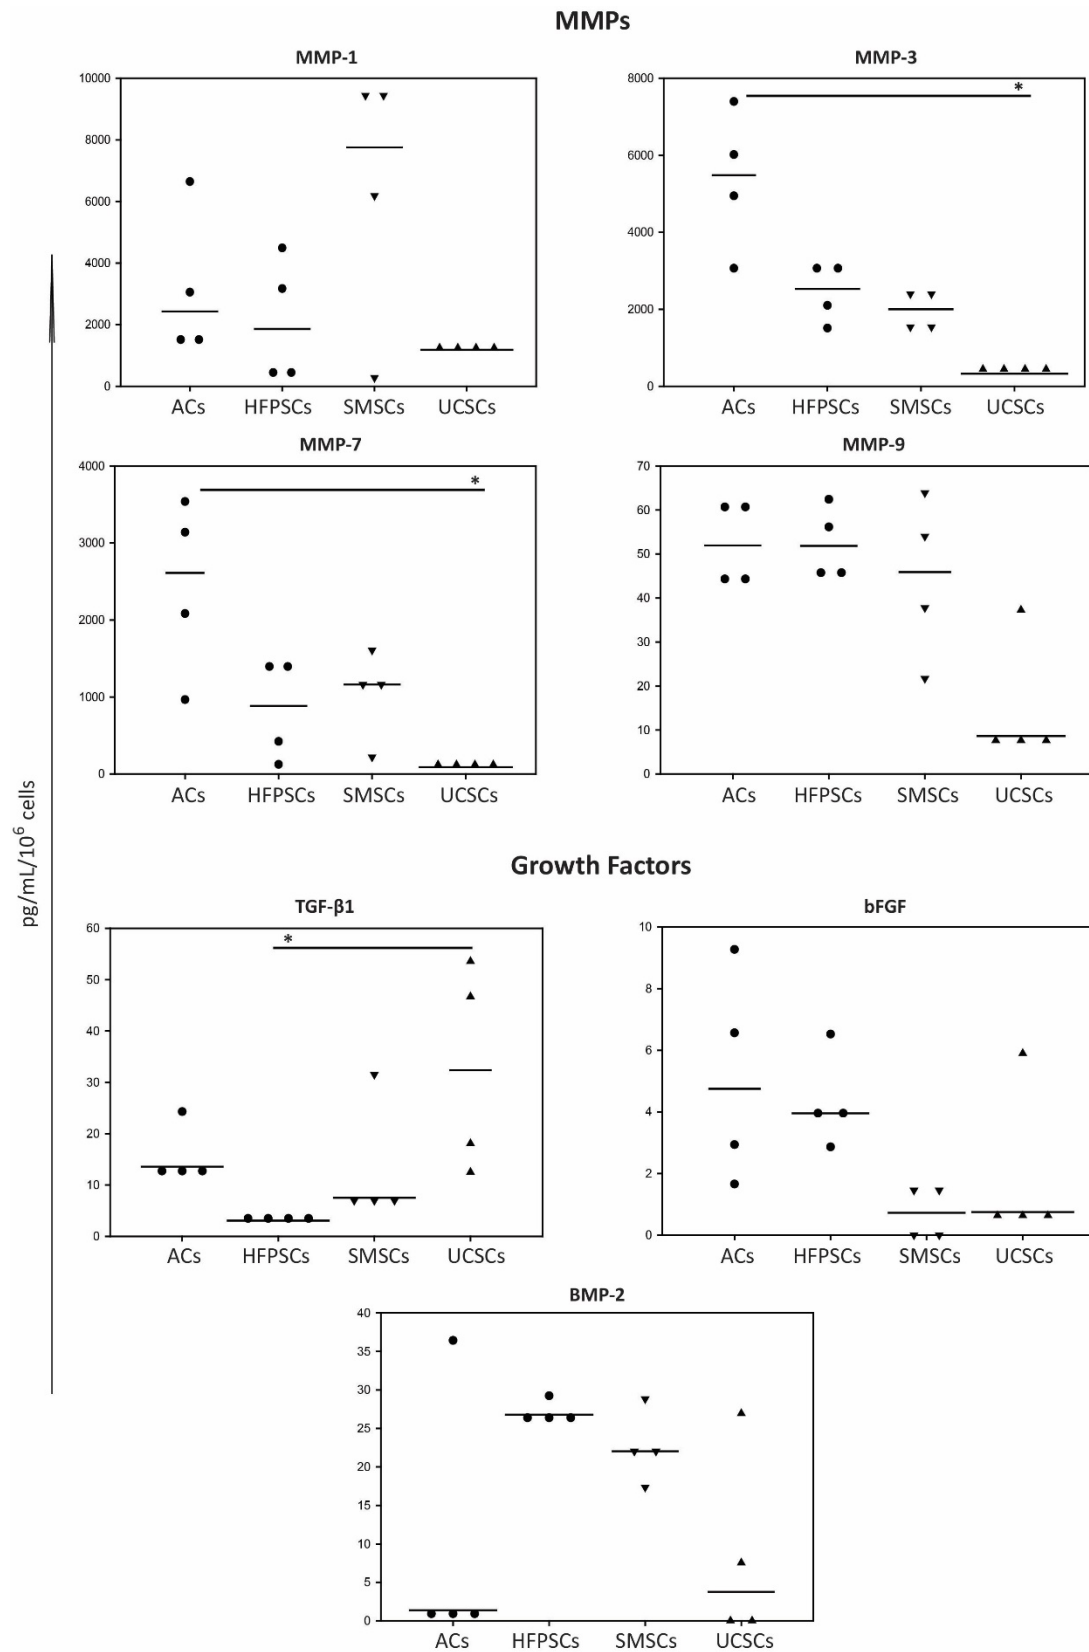 MMPs
MMP-1
10000
8000
6000
4000
2000
0
ACs HFPSCs SMSCs UCSCs
MMP-3
8000
6000
4000
2000
0
*
ACs HFPSCs SMSCs UCSCs
MMP-7
4000
3000
2000
1000
0
*
ACs HFPSCs SMSCs UCSCs
MMP-9
70
60
50
40
30
20
10
0
ACs HFPSCs SMSCs UCSCs
pg/mL/10⁶ cells
Growth Factors
TGF-β1
60
50
40
30
20
10
0
*
ACs HFPSCs SMSCs UCSCs
bFGF
10
8
6
4
2
0
ACs HFPSCs SMSCs UCSCs
BMP-2
40
35
30
25
20
15
10
5
0
ACs HFPSCs SMSCs UCSCs